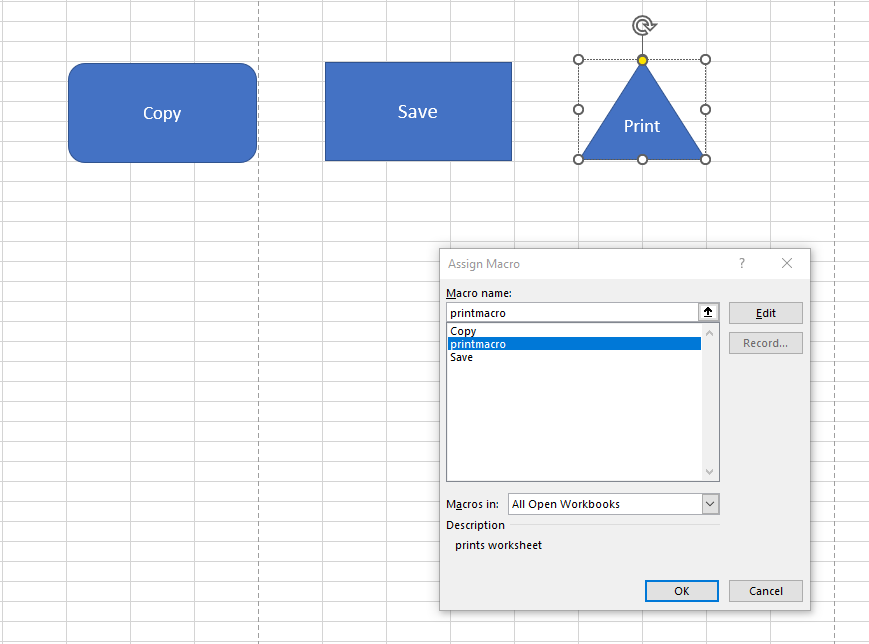 Copy
Save
Print
Assign Macro
?
Macro name:
printmacro
Edit
Copy
printmacro
Save
Record...
Macros in:
All Open Workbooks
Description
prints worksheet
OK
Cancel